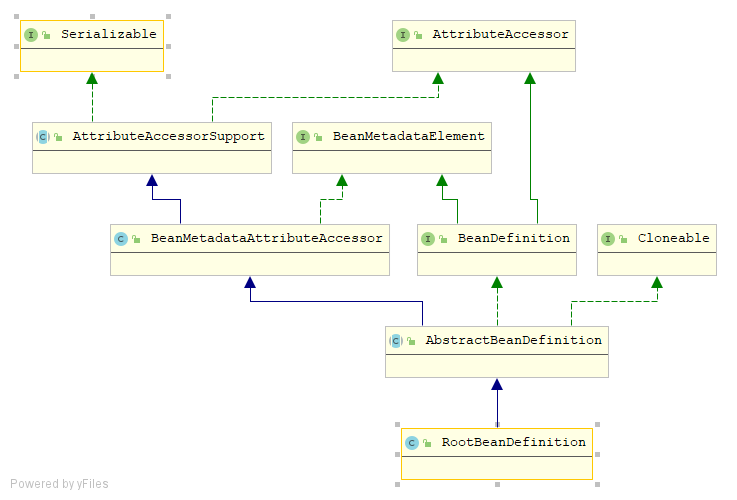 I Serializable
I AttributeAccessor
C AttributeAccessorSupport
I BeanMetadataElement
C BeanMetadataAttributeAccessor
I BeanDefinition
I Cloneable
C AbstractBeanDefinition
C RootBeanDefinition
Powered by yFiles